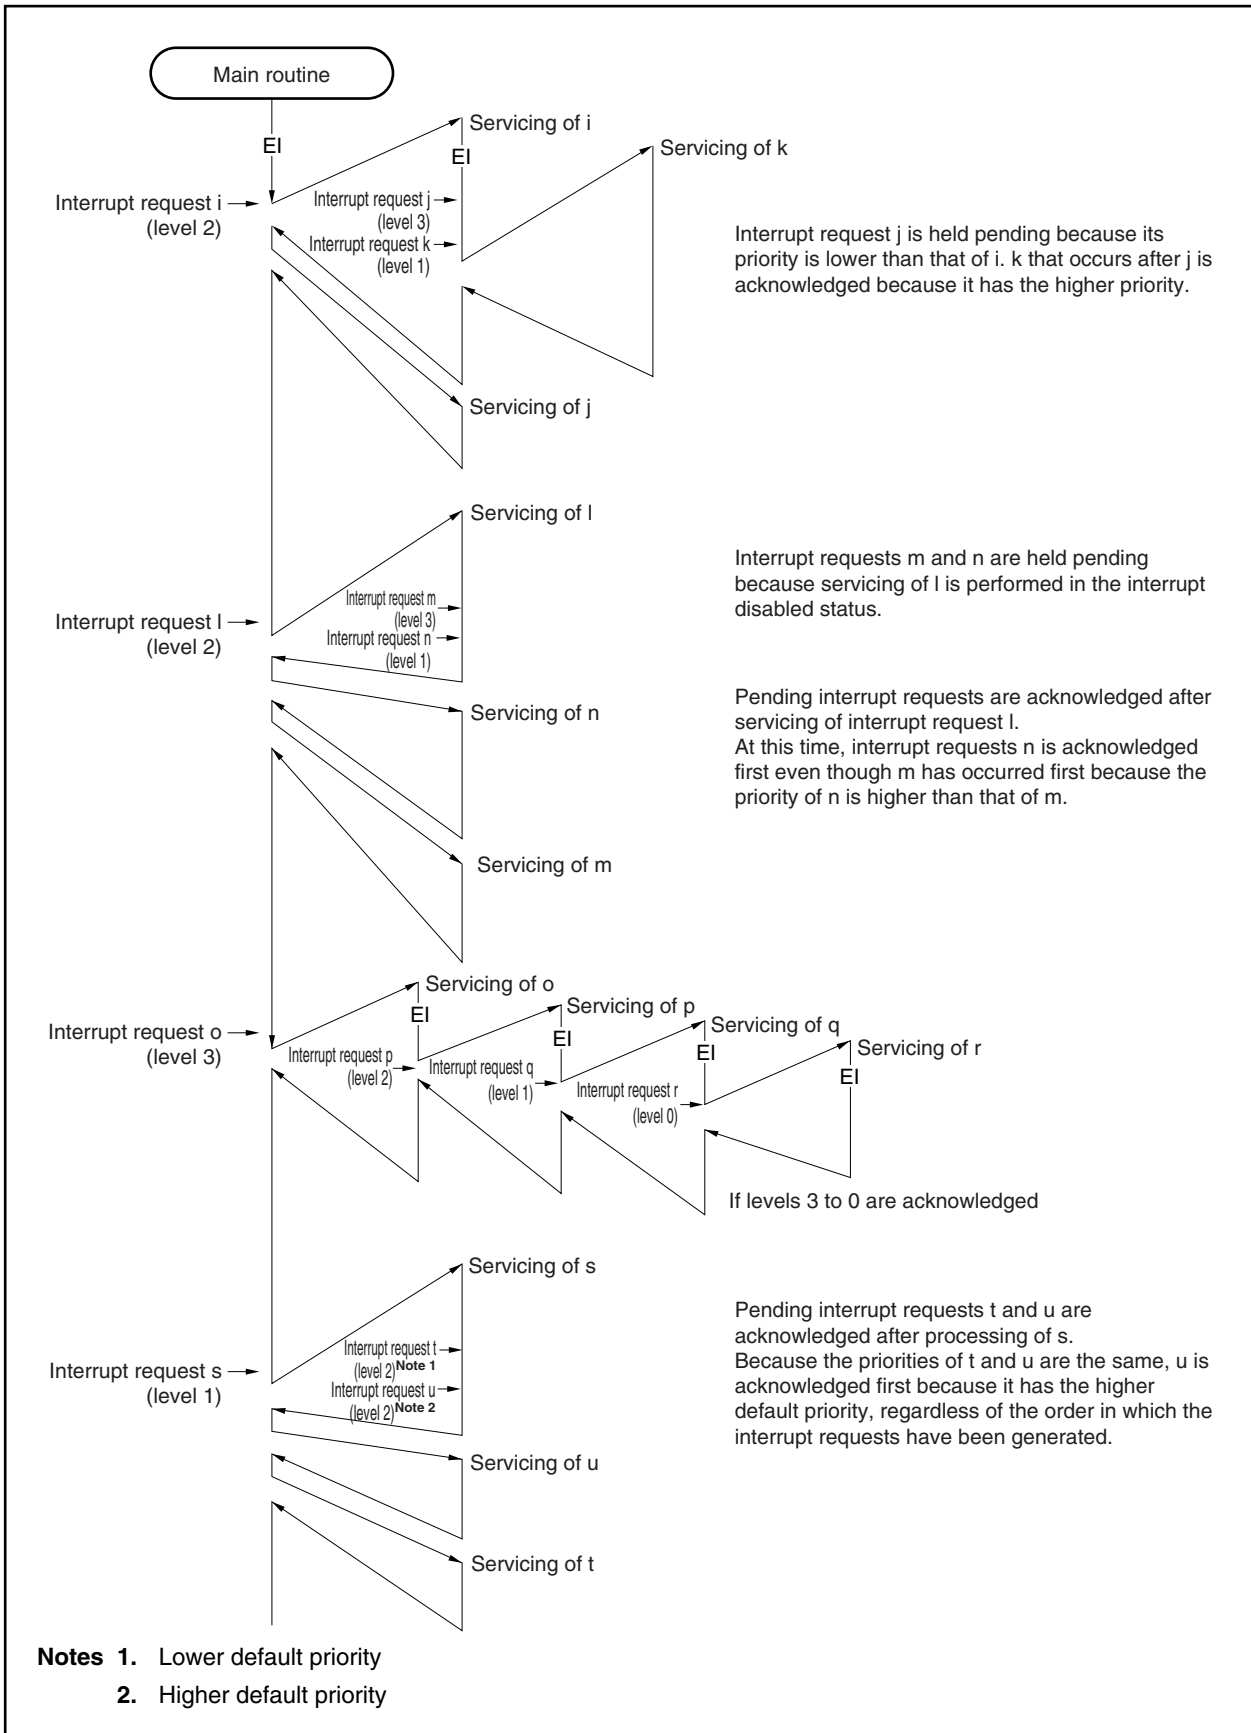 Main routine
EI
Servicing of i
EI
Servicing of k
Interrupt request i
(level 2)
Interrupt request j
(level 3)
Interrupt request k
(level 1)
Interrupt request j is held pending because its
priority is lower than that of i. k that occurs after j is
acknowledged because it has the higher priority.
Servicing of j
Servicing of l
Interrupt request l
(level 2)
Interrupt request m
(level 3)
Interrupt request n
(level 1)
Interrupt requests m and n are held pending
because servicing of l is performed in the interrupt
disabled status.
Servicing of n
Pending interrupt requests are acknowledged after
servicing of interrupt request l.
At this time, interrupt requests n is acknowledged
first even though m has occurred first because the
priority of n is higher than that of m.
Servicing of m
Interrupt request o
(level 3)
Servicing of o
EI
Interrupt request p
(level 2)
Servicing of p
EI
Interrupt request q
(level 1)
Servicing of q
EI
Interrupt request r
(level 0)
Servicing of r
EI
If levels 3 to 0 are acknowledged
Servicing of s
Interrupt request s
(level 1)
Interrupt request t
(level 2)Note 1
Interrupt request u
(level 2)Note 2
Pending interrupt requests t and u are
acknowledged after processing of s.
Because the priorities of t and u are the same, u is
acknowledged first because it has the higher
default priority, regardless of the order in which the
interrupt requests have been generated.
Servicing of u
Servicing of t
Notes 1. Lower default priority
2. Higher default priority